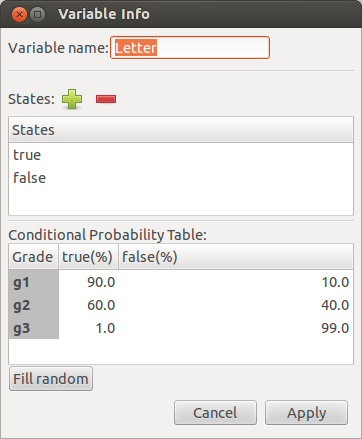 Variable Info
Variable name: Letter
States:
States
true
false
Conditional Probability Table:
Grade true(%) false(%)
g1 90.0 10.0
g2 60.0 40.0
g3 1.0 99.0
Fill random
Cancel Apply